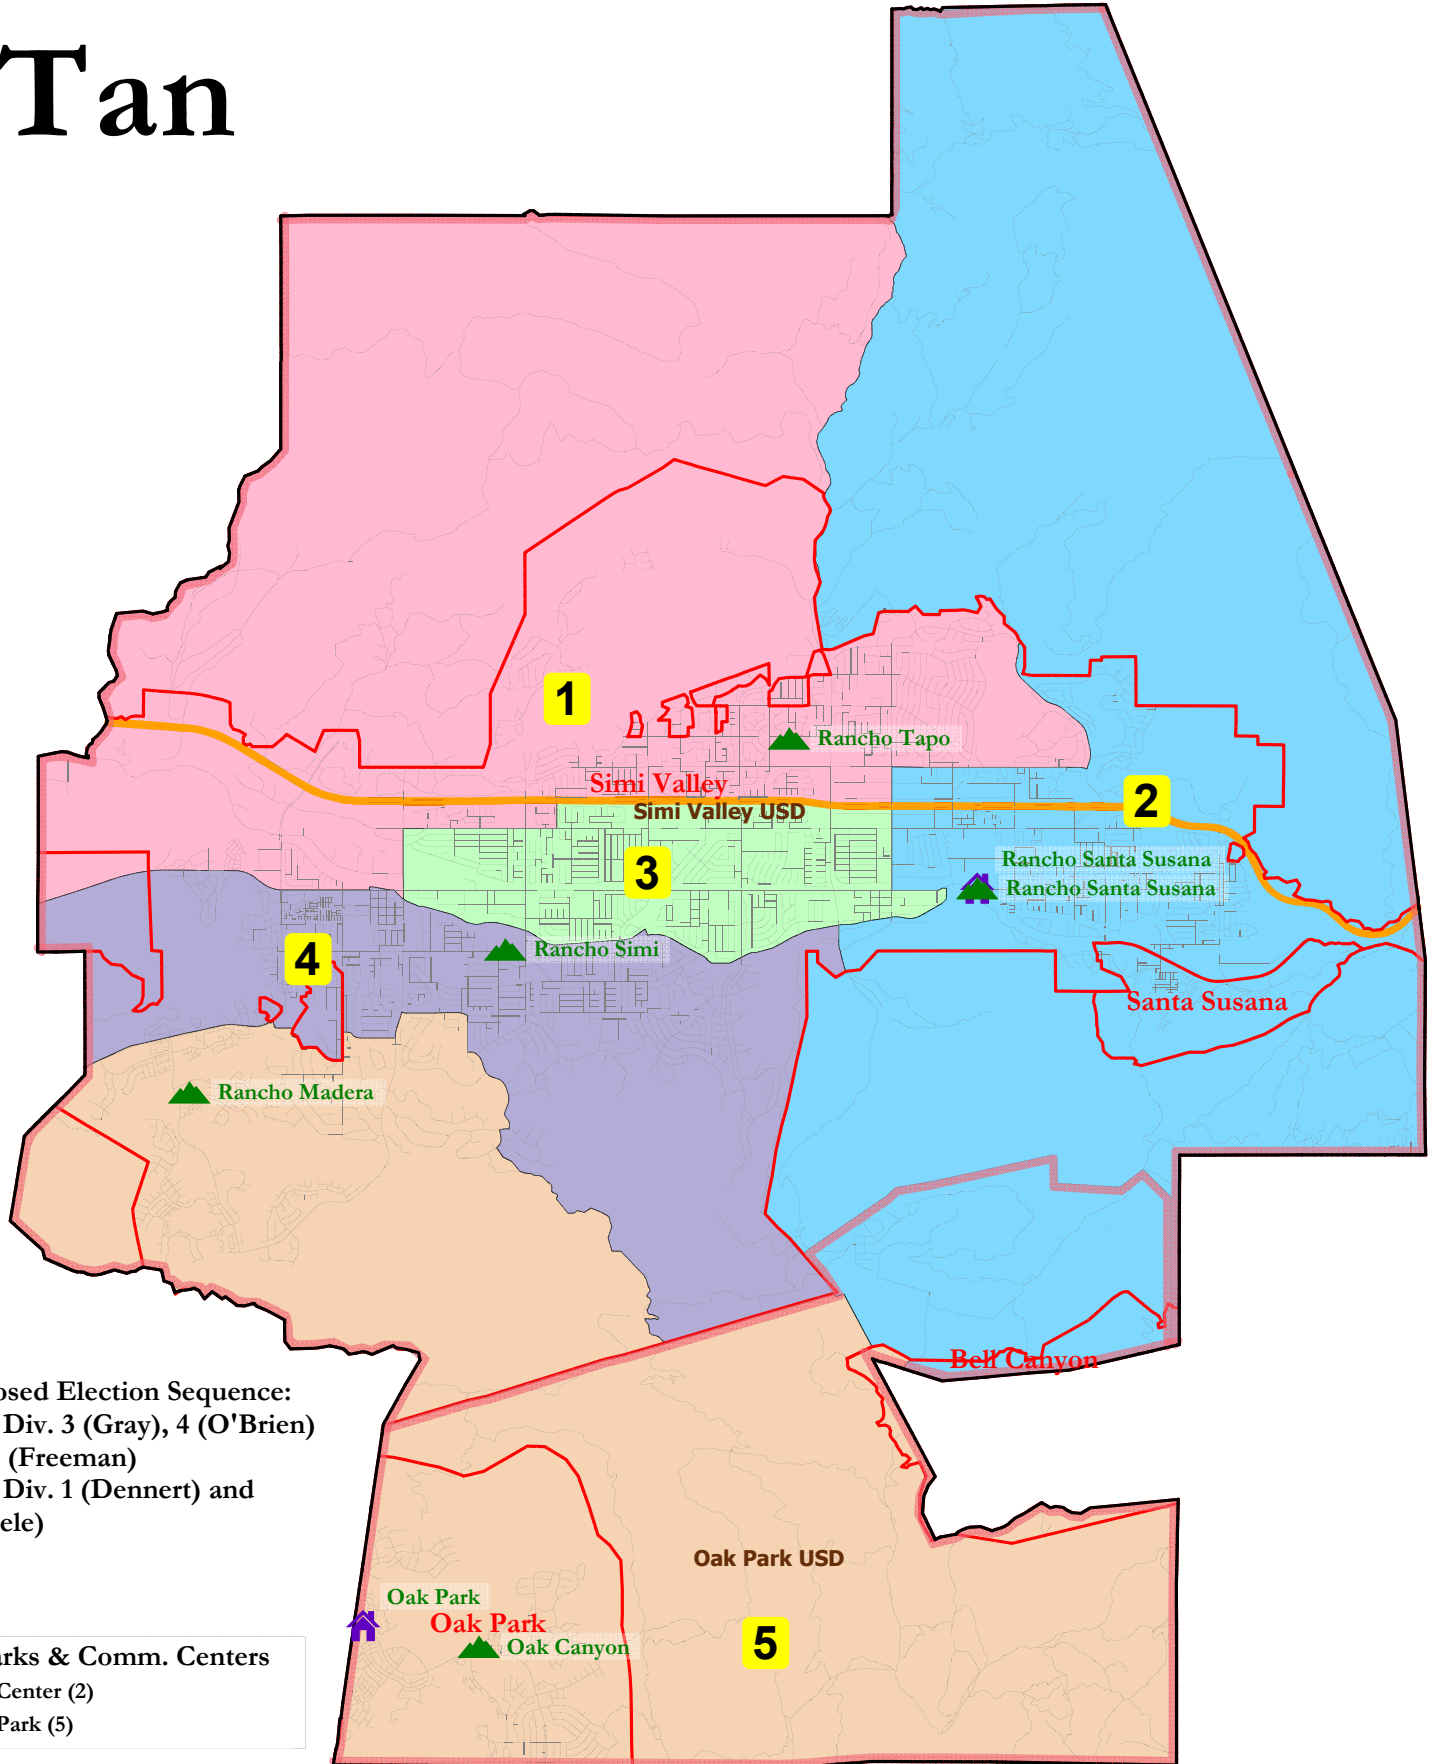 Tan
1
Rancho Tapo
Simi Valley
Simi Valley USD
2
3
Rancho Santa Susana
Rancho Santa Susana
4
Rancho Simi
Santa Susana
Rancho Madera
Bell Canyon
osed Election Sequence:
Div. 3 (Gray), 4 (O'Brien)
(Freeman)
Div. 1 (Dennert) and
ele)
Oak Park USD
Oak Park
Oak Park
5
Oak Canyon
arks & Comm. Centers
Center (2)
Park (5)